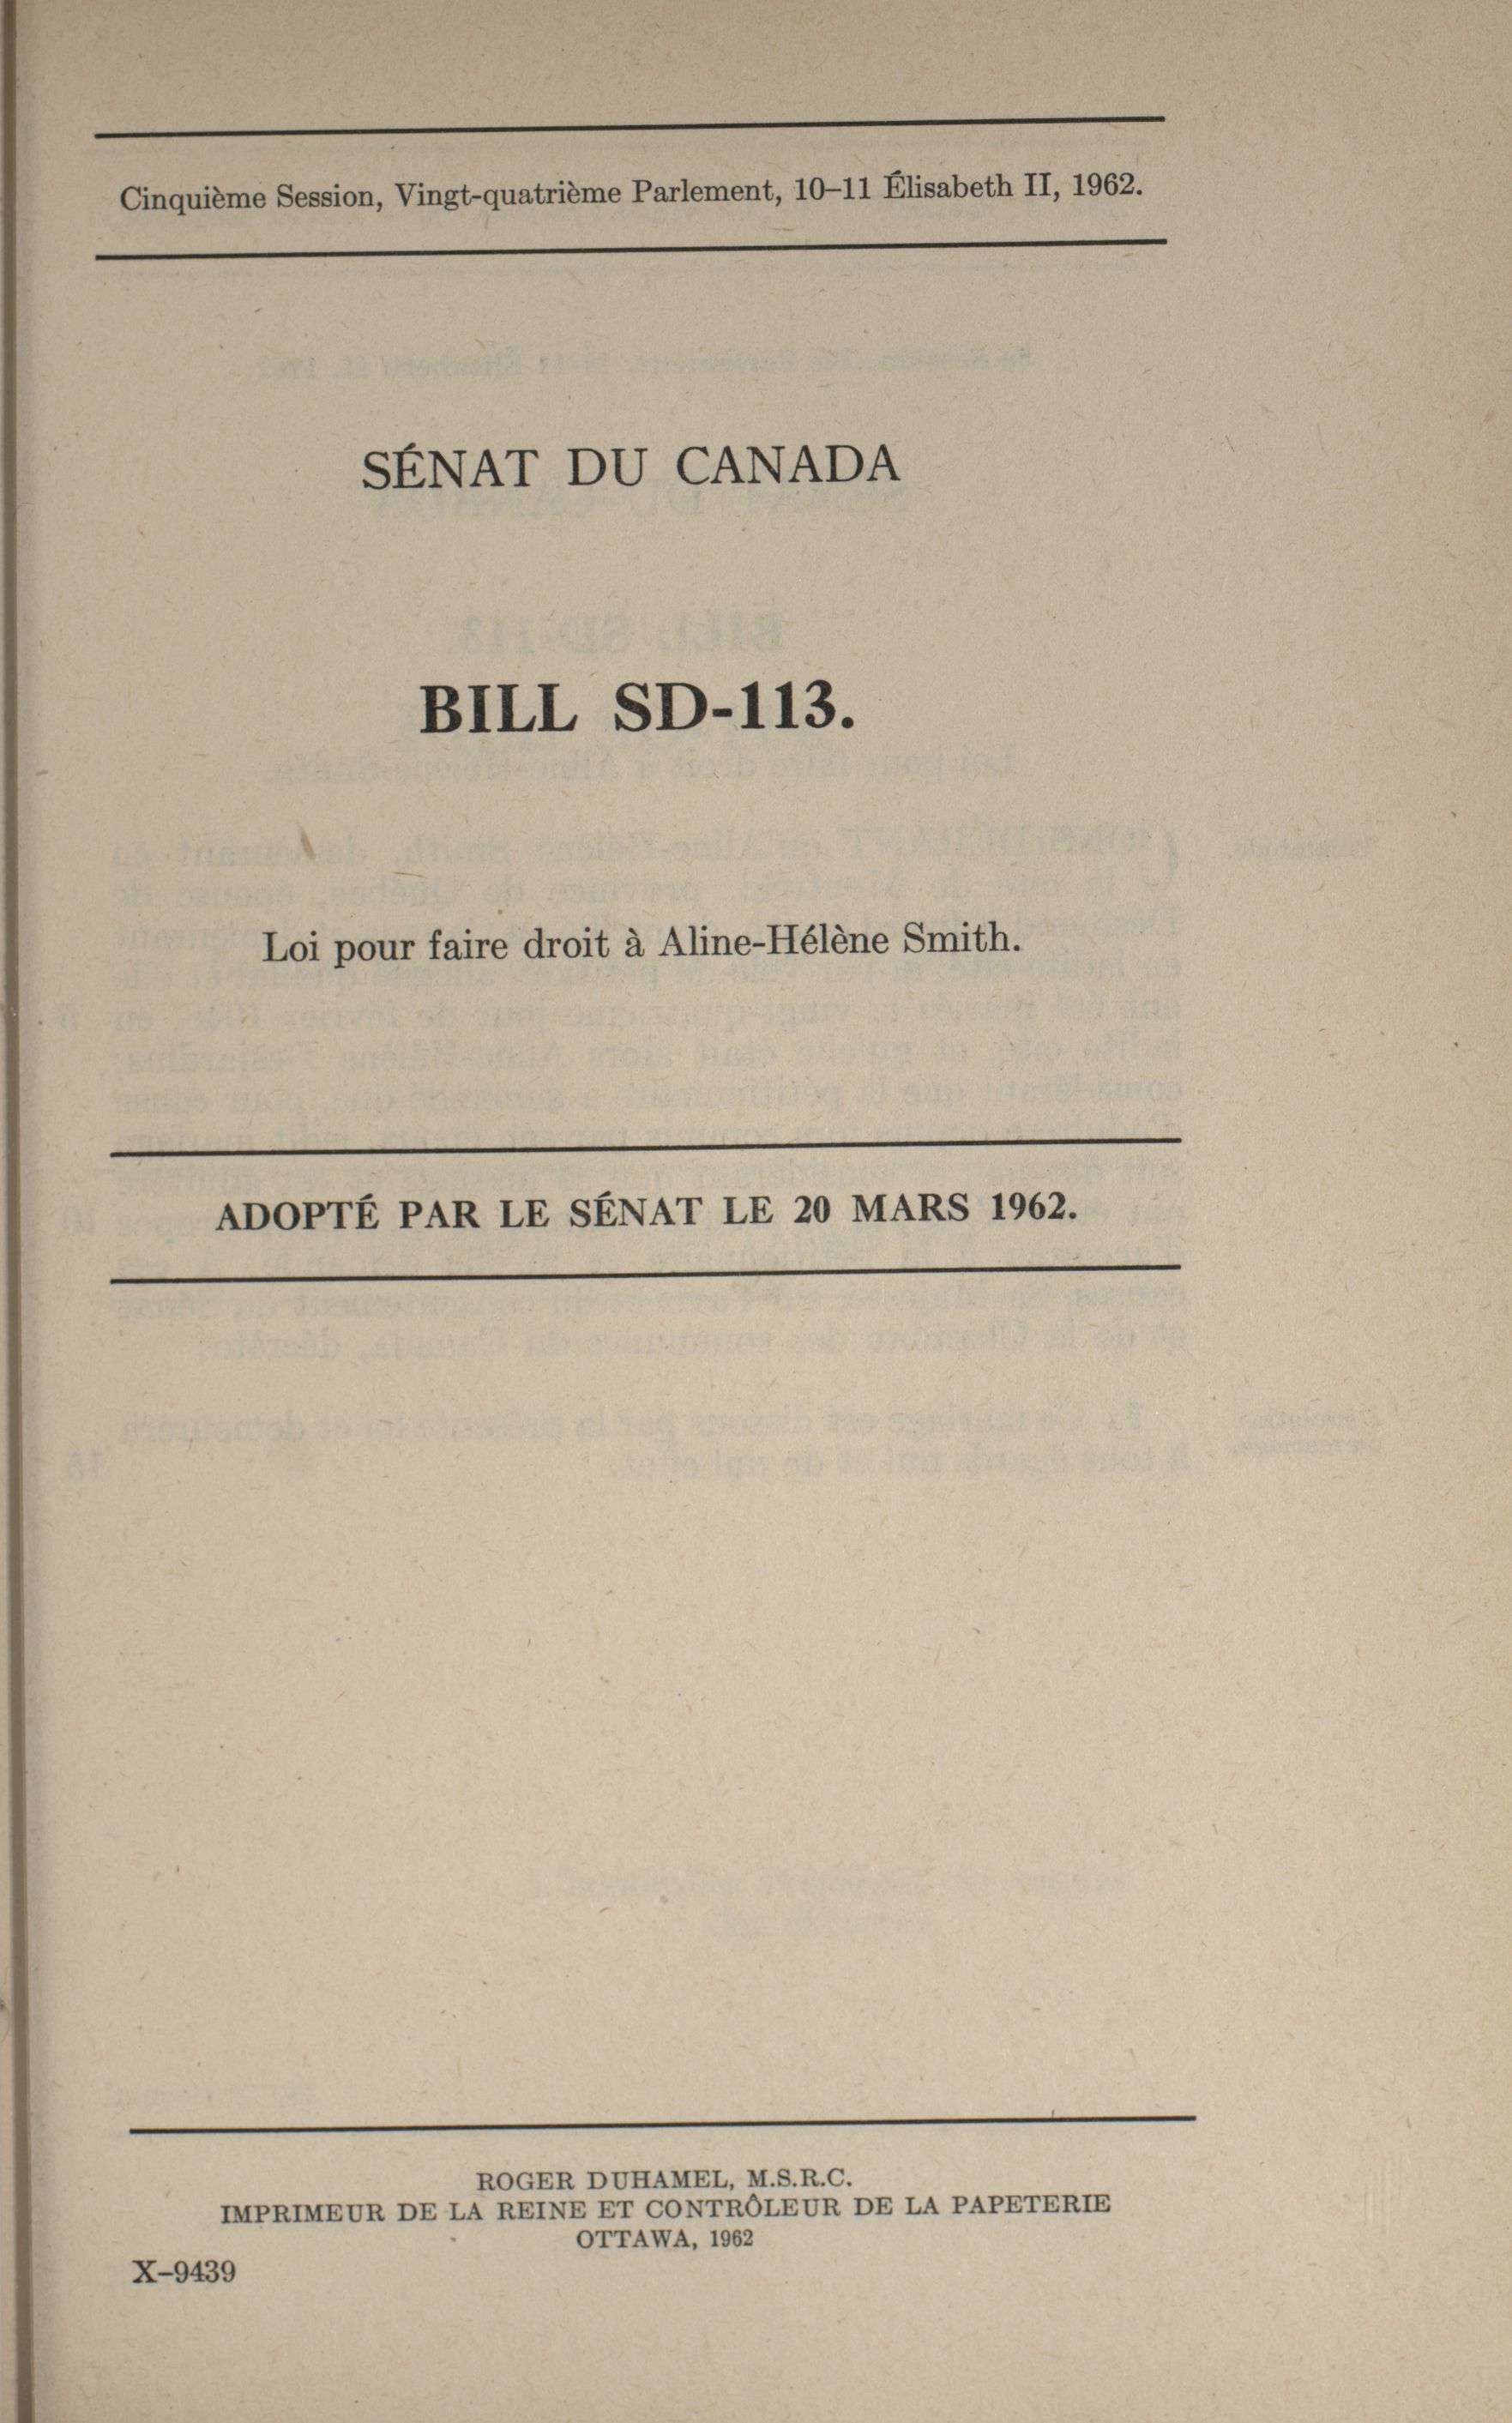 Cinquième Session, Vingt-quatrième Parlement, 10–11 Élisabeth II, 1962.
SÉNAT DU CANADA
BILL SD-113.
Loi pour faire droit à Aline-Hélène Smith.
ADOPTÉ PAR LE SÉNAT LE 20 MARS 1962.
ROGER DUHAMEL, M.S.R.C.
IMPRIMEUR DE LA REINE ET CONTRÔLEUR DE LA PAPETERIE
OTTAWA, 1962
X–9439